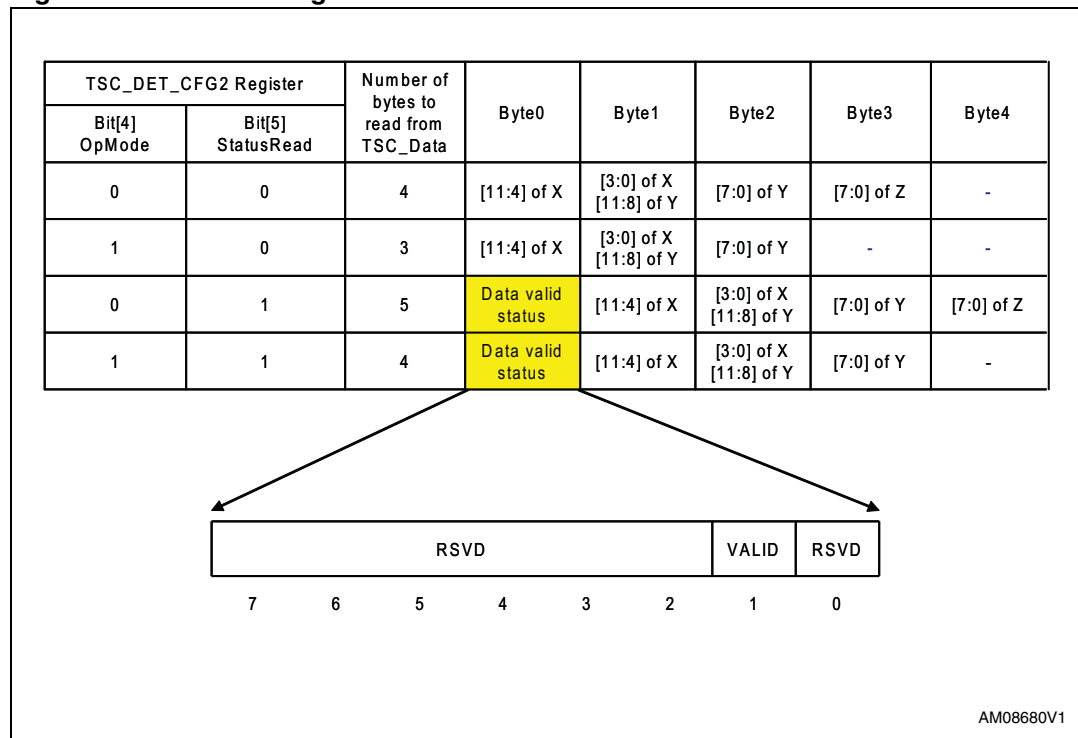 TSC_DET_CFG2 Register
Number of
bytes to
read from
TSC_Data
Byte0
Byte1
Byte2
Byte3
Byte4
Bit[4]
OpMode
Bit[5]
StatusRead
0
0
4
[11:4] of X
[3:0] of X
[11:8] of Y
[7:0] of Y
[7:0] of Z
-
1
0
3
[11:4] of X
[3:0] of X
[11:8] of Y
[7:0] of Y
-
-
0
1
5
Data valid
status
[11:4] of X
[3:0] of X
[11:8] of Y
[7:0] of Y
[7:0] of Z
1
1
4
Data valid
status
[11:4] of X
[3:0] of X
[11:8] of Y
[7:0] of Y
-
RSVD
VALID
RSVD
7 6 5 4 3 2 1 0
AM08680V1